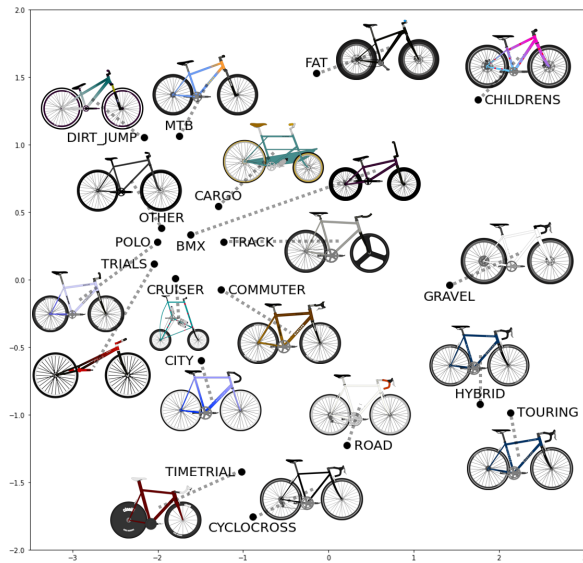 2.0
FAT
CHILDRENS
1.5
DIRT_JUMP
MTB
1.0
CARGO
OTHER
0.5
POLO
BMX
TRACK
TRIALS
0.0
CRUISER
COMMUTER
GRAVEL
−0.5
CITY
HYBRID
−1.0
TOURING
ROAD
TIMETRIAL
−1.5
CYCLOCROSS
−2.0
−3 −2 −1 0 1 2